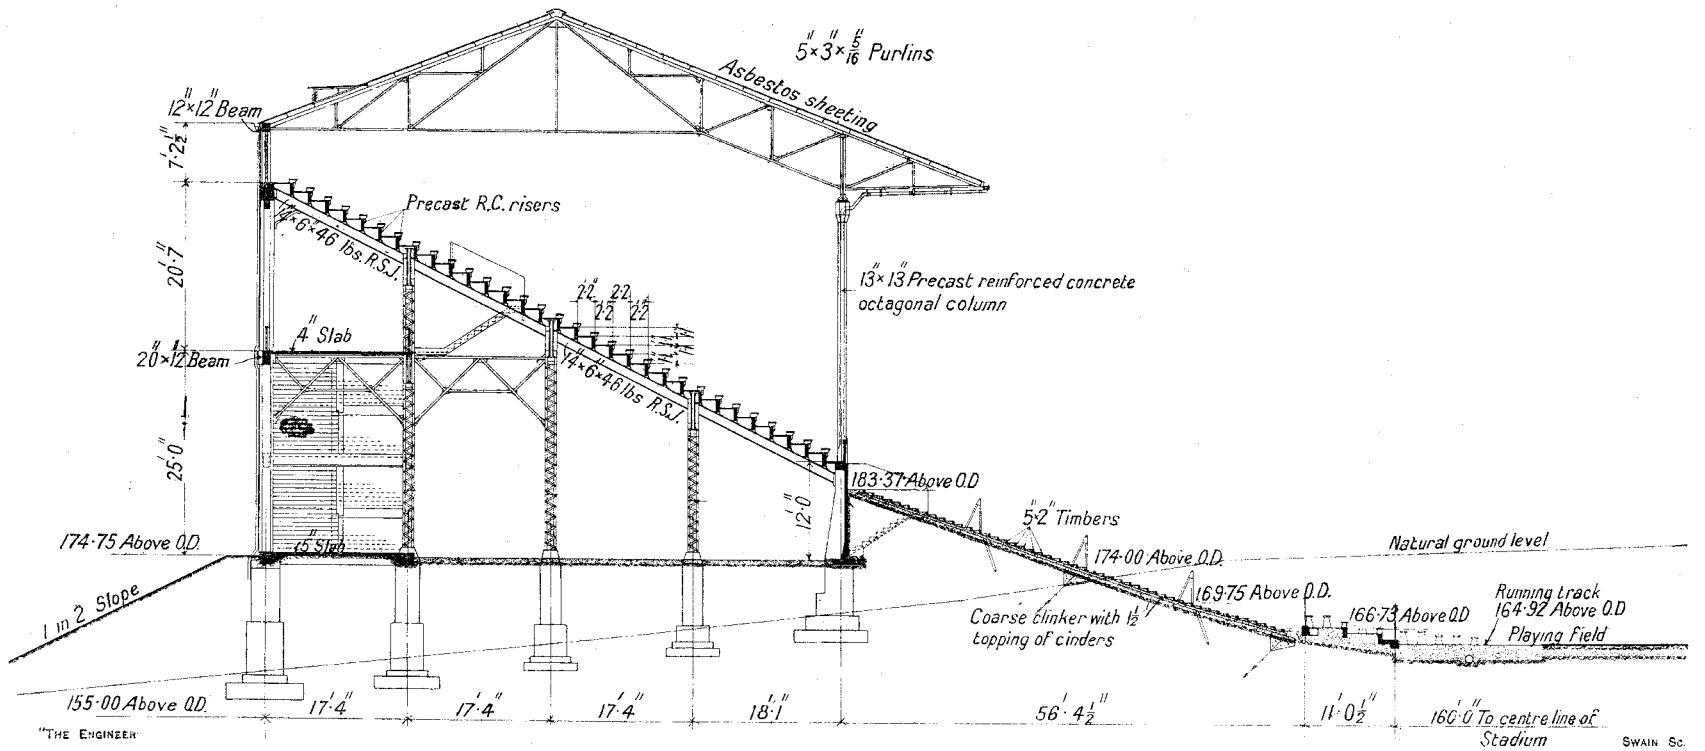 5" × 3" × 5/16" Purlins
Asbestos sheeting
12" × 12" Beam
7'·2½"
Precast R.C. risers
14" × 6" × 46 lbs. R.S.J.
20'·7"
2'·2" 2'·2" 2'·2" 2'·2"
13" × 13" Precast reinforced concrete
octagonal column
4" Slab
20" × 12" Beam
14" × 6" × 46 lbs R.S.J.
25'·0"
183·37 Above O.D
12'·0"
5·2" Timbers
174·75 Above O.D.
5" Slab
174·00 Above O.D.
Natural ground level
169·75 Above O.D.
1 in 2 Slope
Coarse clinker with 1½"
topping of cinders
166·73 Above O.D
Running track
164·92 Above O.D
Playing Field
155·00 Above O.D.
17'·4"
17'·4"
17'·4"
18'·1"
56'·4½"
11'·0½"
160'·0" To centre line of
Stadium
"THE ENGINEER"
SWAIN SC.